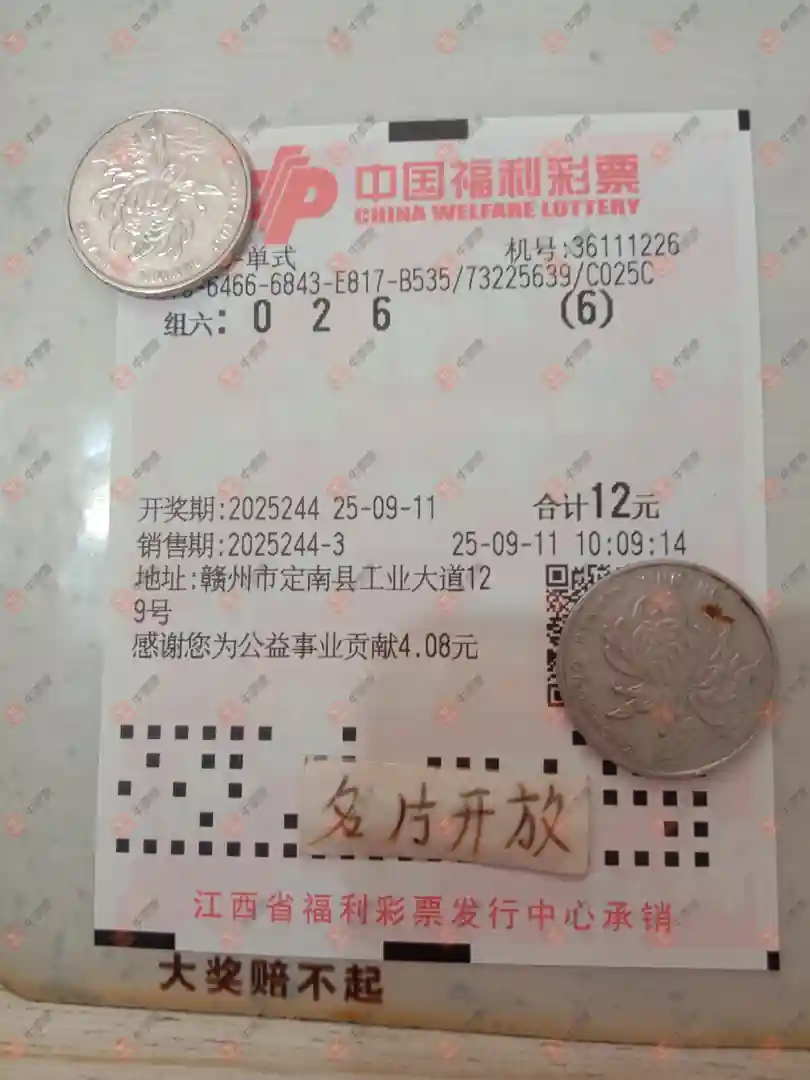 中国福利彩票
CHINA WELFARE LOTTERY
单式 机号:36111226
-6466-6843-E817-B535/73225639/C025C
组六: 0 2 6 (6)
开奖期:2025244 25-09-11 合计12元
销售期:2025244-3 25-09-11 10:09:14
地址:赣州市定南县工业大道12
9号
感谢您为公益事业贡献4.08元
名片开放
江西省福利彩票发行中心承销
大奖赔不起